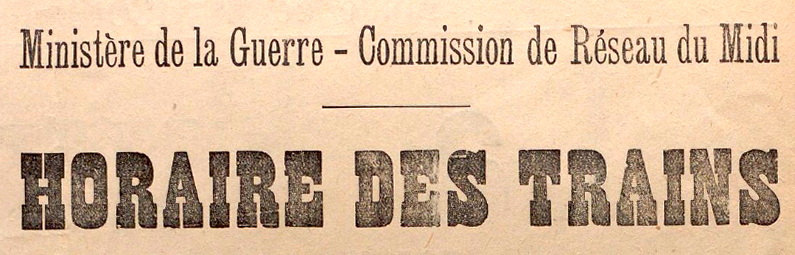 Ministère de la Guerre – Commission de Réseau du Midi
HORAIRE DES TRAINS